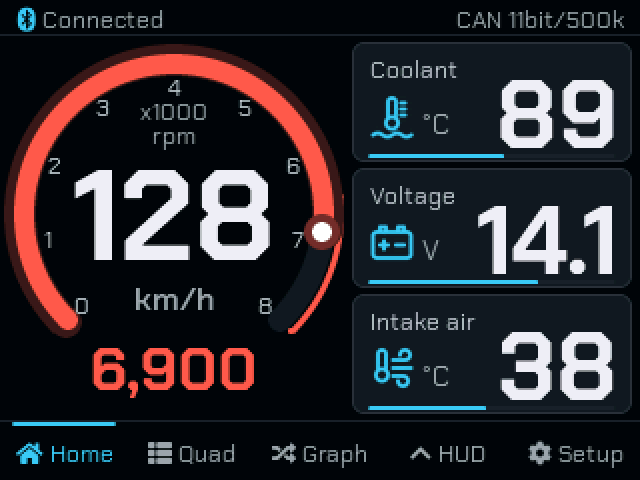 Connected
CAN 11bit/500k
4
3
5
x1000
rpm
2
6
128
1
7
0
km/h
8
6,900
Coolant
°C
89
Voltage
V
14.1
Intake air
°C
38
Home
Quad
Graph
HUD
Setup